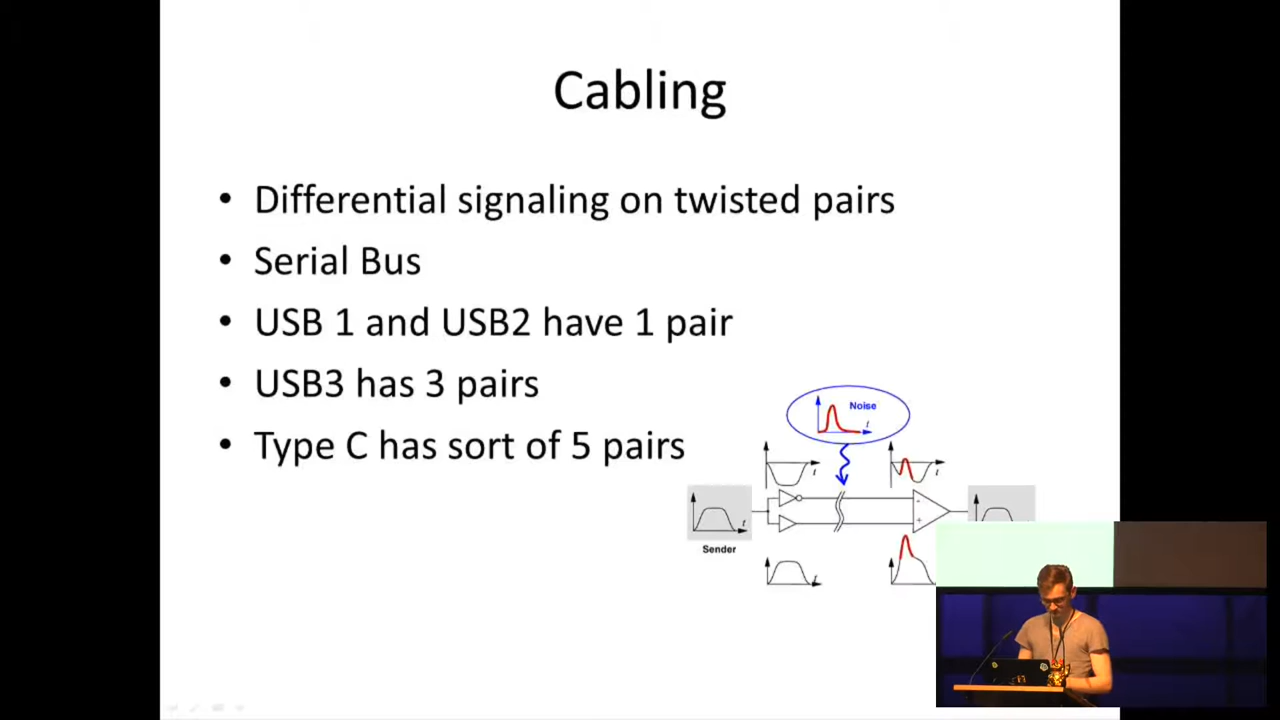 Cabling
• Differential signaling on twisted pairs
• Serial Bus
• USB 1 and USB2 have 1 pair
• USB3 has 3 pairs
• Type C has sort of 5 pairs
Noise
t
t
t
t
Sender
t
-
+